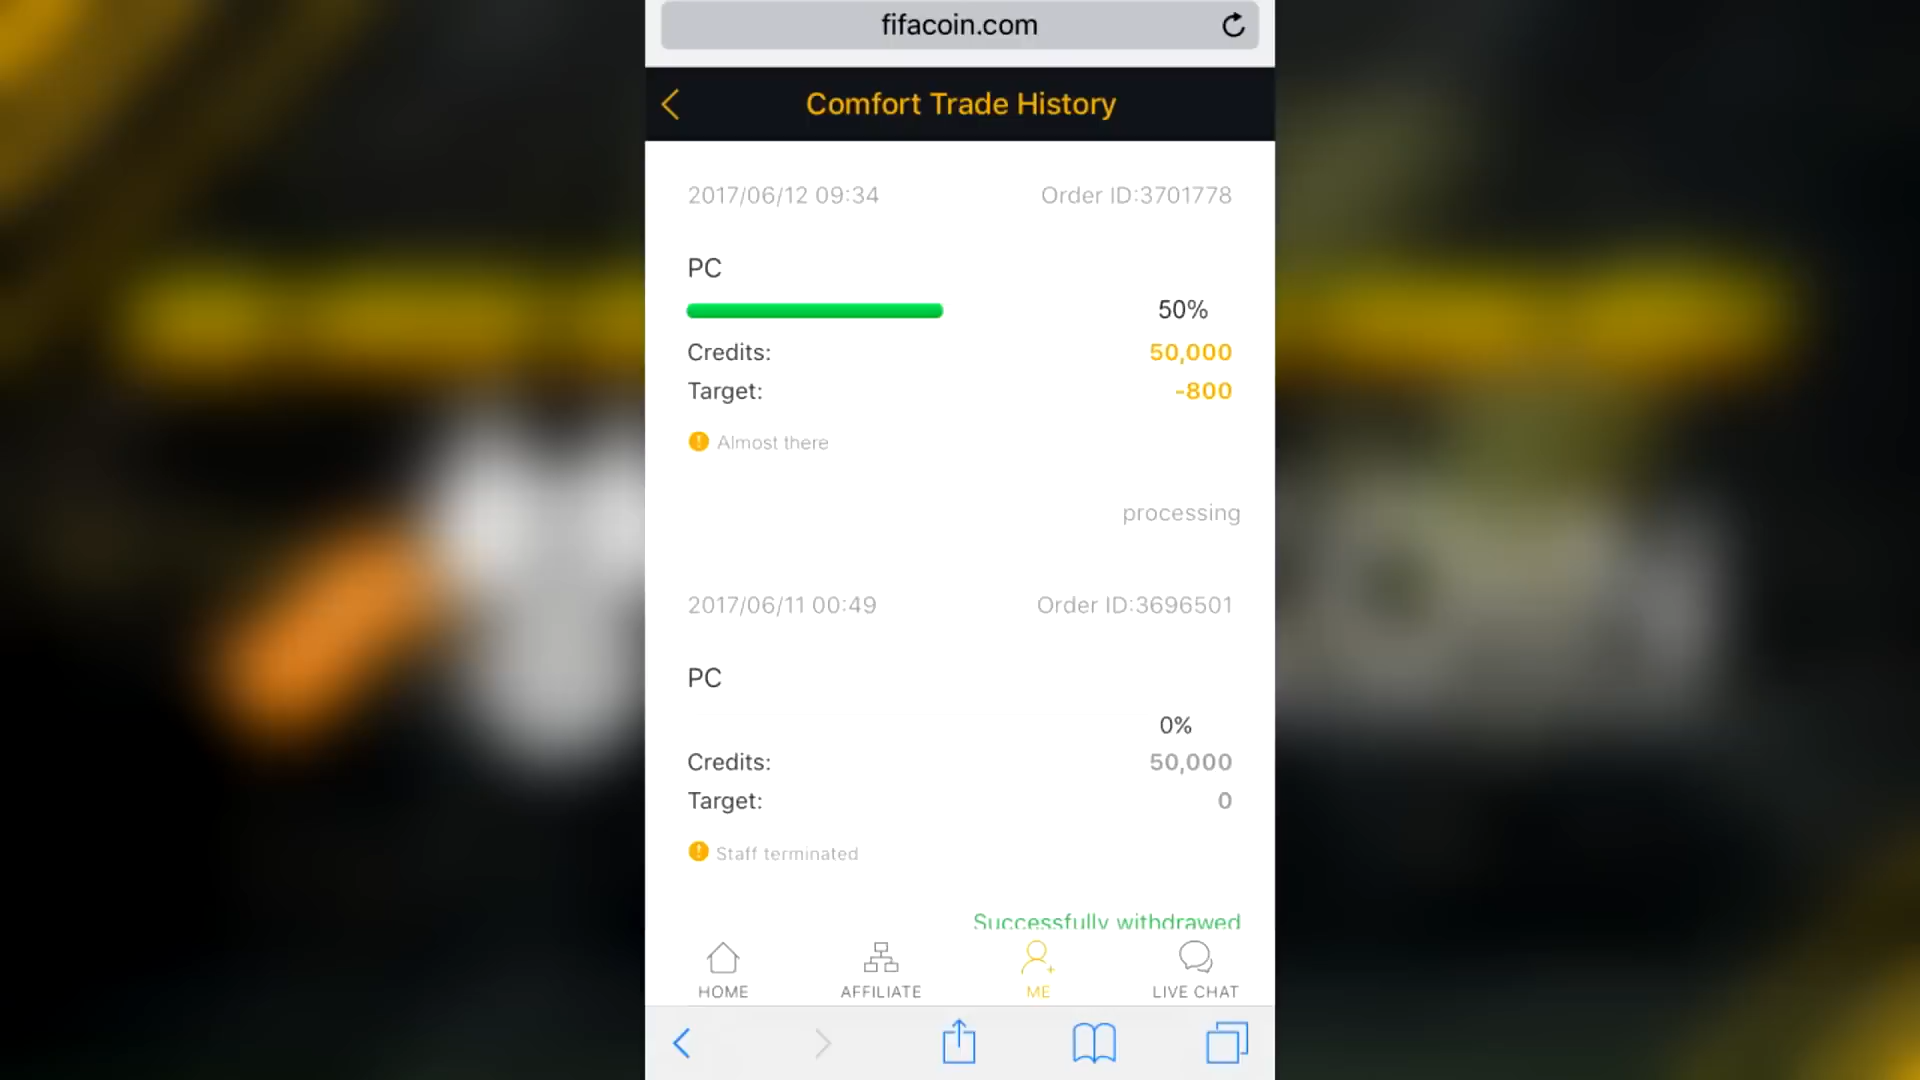 fifacoin.com
Comfort Trade History
2017/06/12 09:34 Order ID:3701778
PC
50%
Credits: 50,000
Target: -800
Almost there
processing
2017/06/11 00:49 Order ID:3696501
PC
0%
Credits: 50,000
Target: 0
Staff terminated
Successfully withdrawed
HOME AFFILIATE ME LIVE CHAT